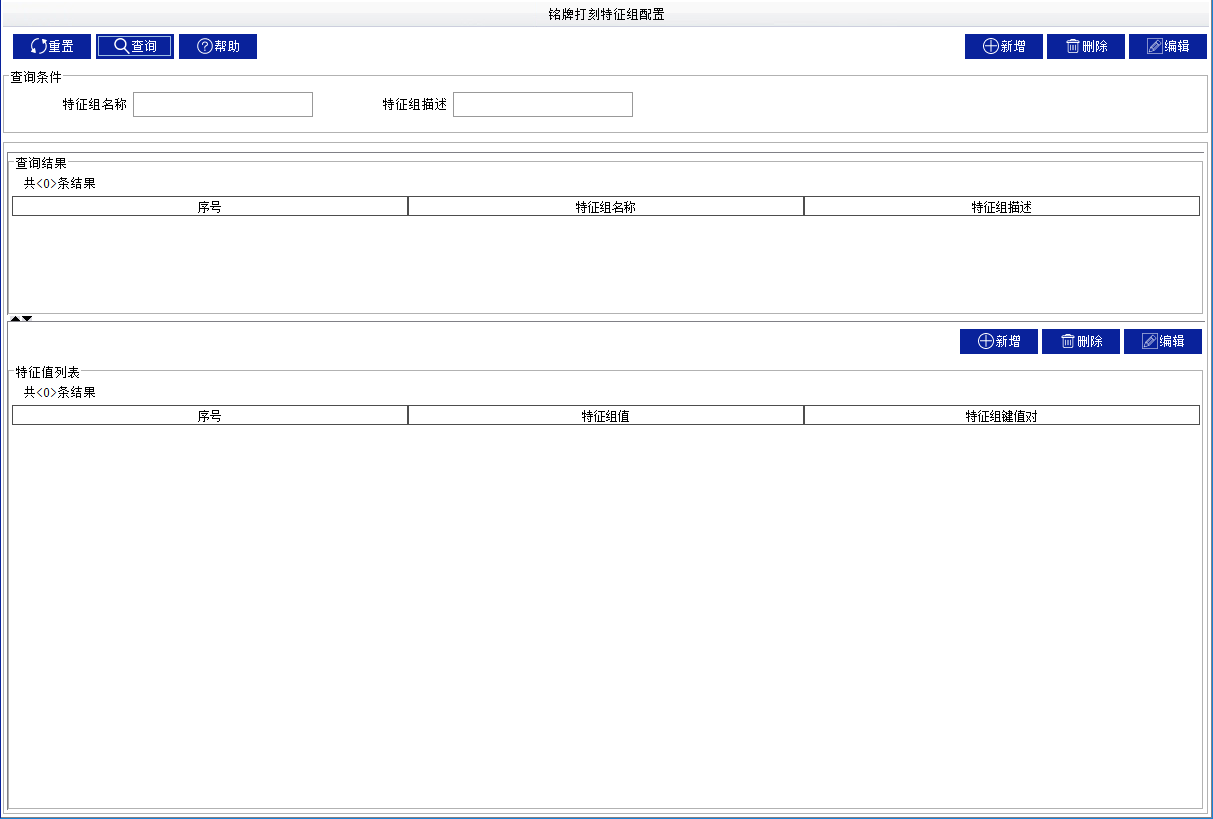 铭牌打刻特征组配置
重置 查询 帮助 新增 删除 编辑
查询条件
特征组名称 特征组描述
查询结果
共<0>条结果
序号 特征组名称 特征组描述
新增 删除 编辑
特征值列表
共<0>条结果
序号 特征组值 特征组键值对